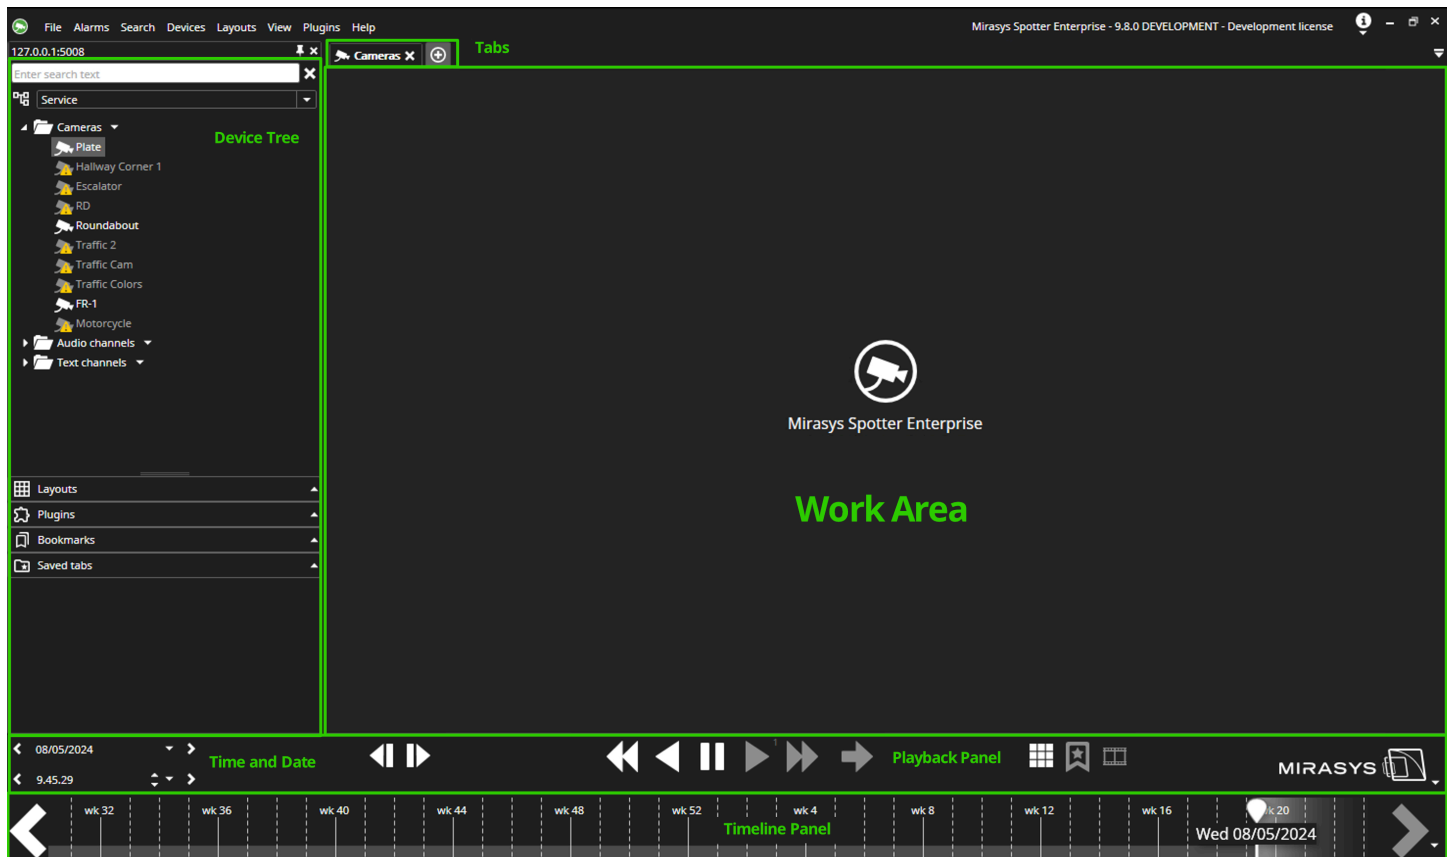 File Alarms Search Devices Layouts View Plugins Help
Mirasys Spotter Enterprise - 9.8.0 DEVELOPMENT - Development license
127.0.0.1:5008
Cameras
Tabs
Enter search text
Service
Cameras
Device Tree
Plate
Hallway Corner 1
Escalator
RD
Roundabout
Traffic 2
Traffic Cam
Traffic Colors
FR-1
Motorcycle
Audio channels
Text channels
Mirasys Spotter Enterprise
Work Area
Layouts
Plugins
Bookmarks
Saved tabs
08/05/2024
9.45.29
Time and Date
1
Playback Panel
MIRASYS
wk 32 wk 36 wk 40 wk 44 wk 48 wk 52 wk 4 wk 8 wk 12 wk 16 k 20
Timeline Panel
Wed 08/05/2024